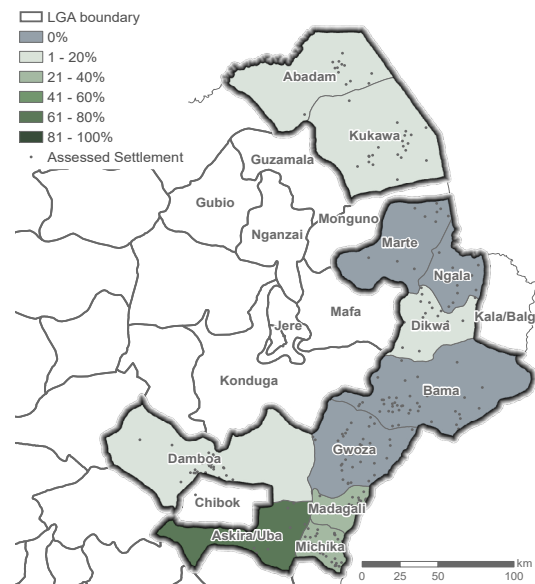 LGA boundary
0%
1 - 20%
21 - 40%
41 - 60%
61 - 80%
81 - 100%
Assessed Settlement
Abadam
Kukawa
Guzamala
Gubio
Monguno
Nganzai
Marte
Ngala
Mafa
Kala/Balg
Jere
Dikwa
Konduga
Bama
Gwoza
Damboa
Chibok
Madagali
Askira/Uba
Michika
km
0 25 50 100